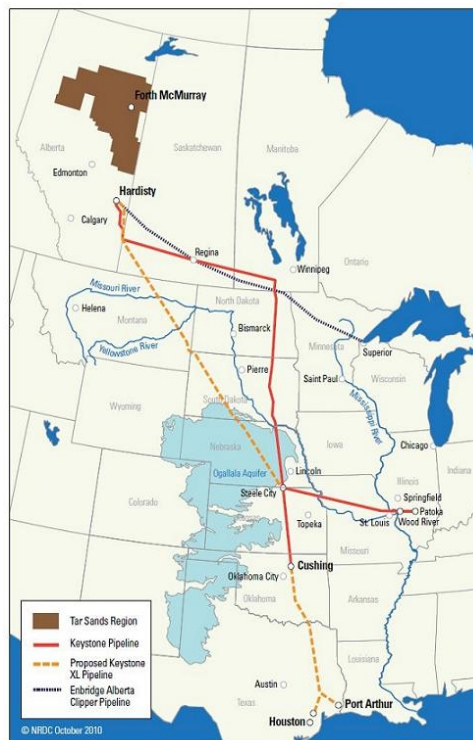 Forth McMurray
Alberta
Saskatchewan
Manitoba
Edmonton
Hardisty
Calgary
Regina
Winnipeg
Ontario
Missouri River
North Dakota
Helena
Montana
Bismarck
Minnesota
Superior
Yellowstone River
Pierre
Saint Paul
Wisconsin
Mississippi River
Wyoming
South Dakota
Nebraska
Iowa
Chicago
Ogallala Aquifer
Lincoln
Illinois
Indiana
Steele City
Springfield
Patoka
Colorado
Topeka
St. Louis
Wood River
Missouri
Cushing
Oklahoma City
Oklahoma
Arkansas
Tar Sands Region
Keystone Pipeline
Proposed Keystone
XL Pipeline
Enbridge Alberta
Clipper Pipeline
Austin
Texas
Louisiana
Port Arthur
Houston
© NRDC October 2010